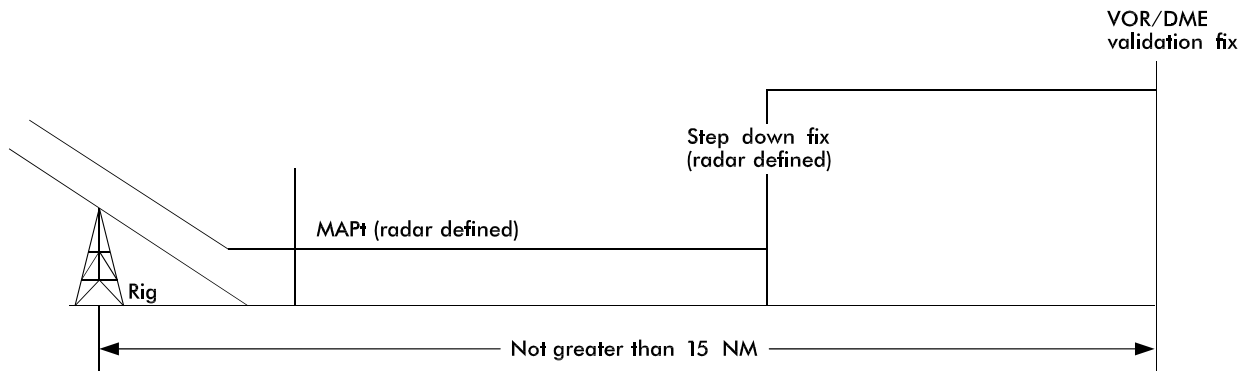 VOR/DME
validation fix
Step down fix
(radar defined)
MAPt (radar defined)
Rig
Not greater than 15 NM